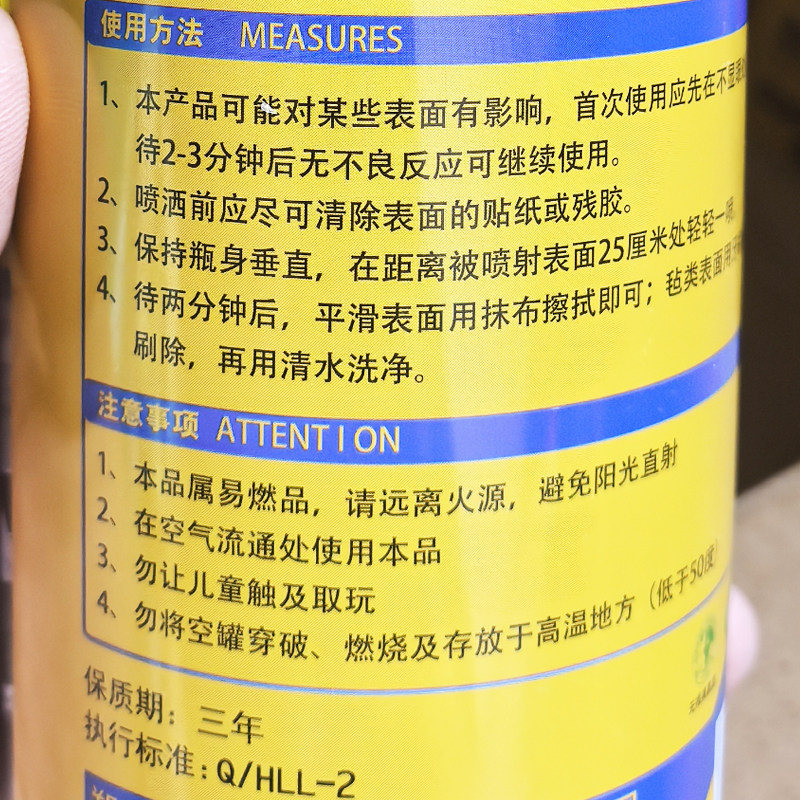 使用方法 MEASURES
1、本产品可能对某些表面有影响，首次使用应先在不显
待2-3分钟后无不良反应可继续使用。
2、喷洒前应尽可清除表面的贴纸或残胶。
3、保持瓶身垂直，在距离被喷射表面25厘米处轻轻一喷，
4、待两分钟后，平滑表面用抹布擦拭即可；毡类表面用
刷除，再用清水洗净。
注意事项 ATTENTION
1、本品属易燃品，请远离火源，避免阳光直射
2、在空气流通处使用本品
3、勿让儿童触及取玩
4、勿将空罐穿破、燃烧及存放于高温地方（低于50度）
保质期：三年
执行标准：Q/HLL-2